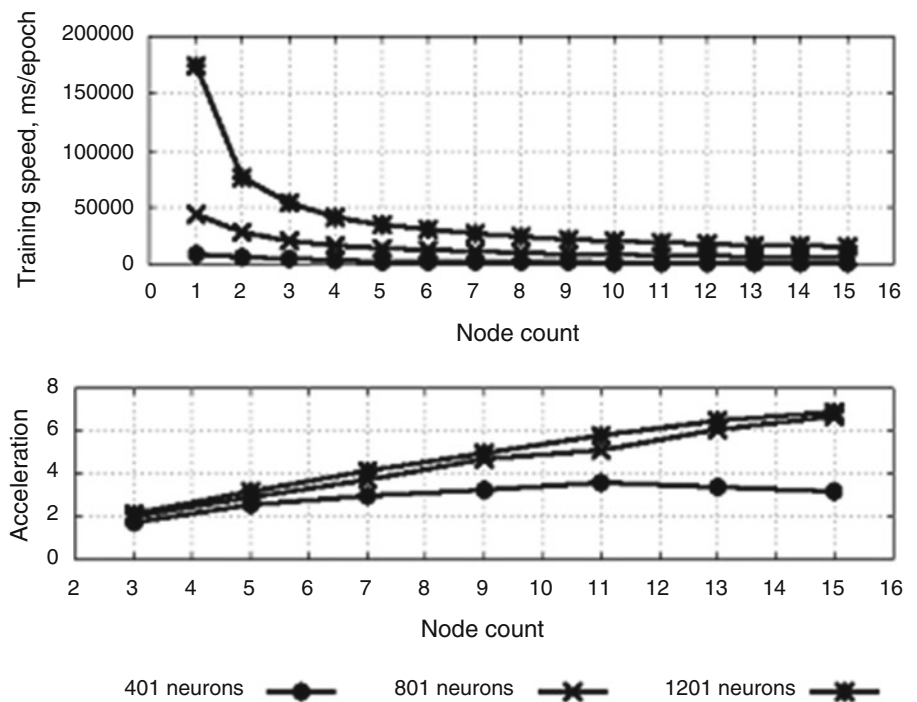 Training speed, ms/epoch
200000
150000
100000
50000
0
0 1 2 3 4 5 6 7 8 9 10 11 12 13 14 15 16
Node count
Acceleration
8
6
4
2
0
2 3 4 5 6 7 8 9 10 11 12 13 14 15 16
Node count
401 neurons 801 neurons 1201 neurons